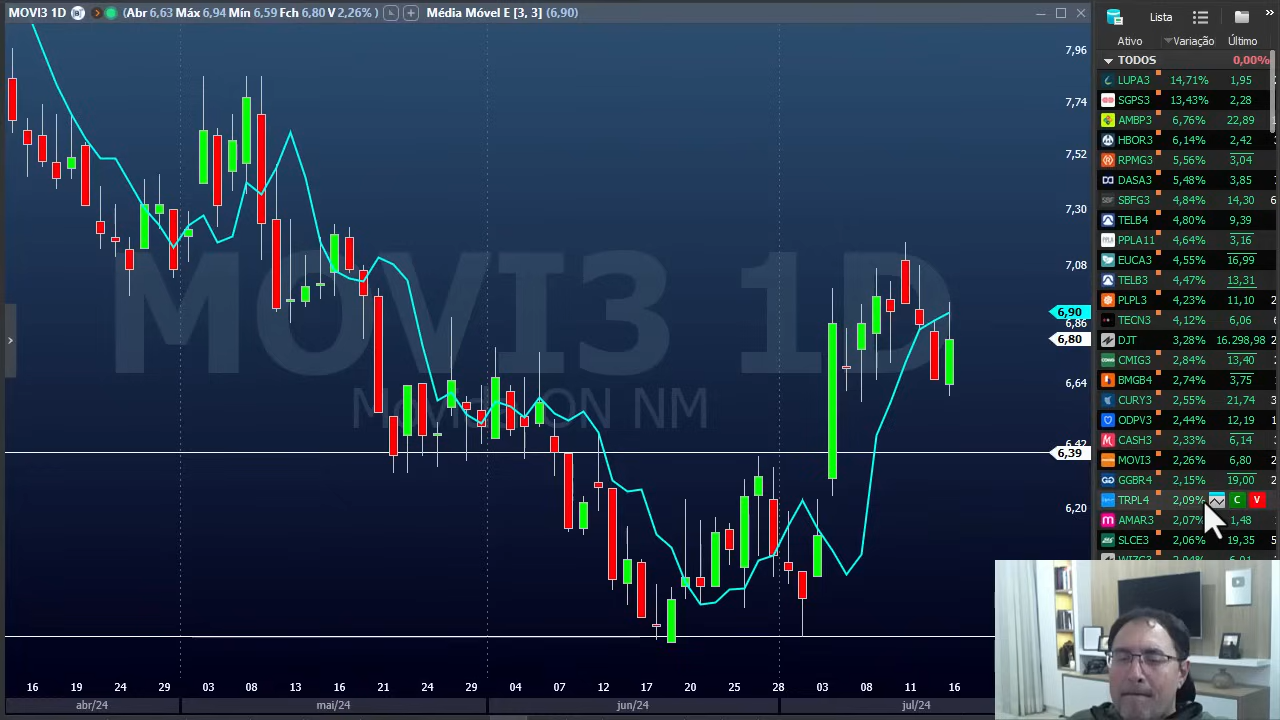 MOVI3 1D (Abr 6,63 Máx 6,94 Mín 6,59 Fch 6,80 V 2,26% ) Média Móvel E [3, 3] (6,90)
Lista
Ativo Variação Último
TODOS 0,00%
LUPA3 14,71% 1,95
SGPS3 13,43% 2,28
AMBP3 6,76% 22,89
HBOR3 6,14% 2,42
RPMG3 5,56% 3,04
DASA3 5,48% 3,85
SBFG3 4,84% 14,30
TELB4 4,80% 9,39
PPLA11 4,64% 3,16
EUCA3 4,55% 16,99
TELB3 4,47% 13,31
PLPL3 4,23% 11,10
TECN3 4,12% 6,06
DJT 3,28% 16.298,98
CMIG3 2,84% 13,40
BMGB4 2,74% 3,75
CURY3 2,55% 21,74
ODPV3 2,44% 12,19
CASH3 2,33% 6,14
MOVI3 2,26% 6,80
GGBR4 2,15% 19,00
TRPL4 2,09% C V
AMAR3 2,07% 1,48
SLCE3 2,06% 19,35
7,96
7,74
7,52
7,30
7,08
6,90
6,86
6,80
6,64
6,42
6,39
6,20
MOVI3 1D
16 19 24 29 03 08 13 16 21 24 29 04 07 12 17 20 25 28 03 08 11 16
abr/24 mai/24 jun/24 jul/24